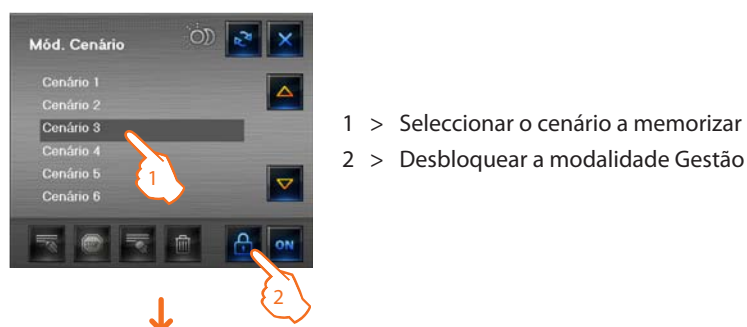 Mód. Cenário
Cenário 1
Cenário 2
Cenário 3
Cenário 4
Cenário 5
Cenário 6
ON
1
2
1 > Seleccionar o cenário a memorizar
2 > Desbloquear a modalidade Gestão